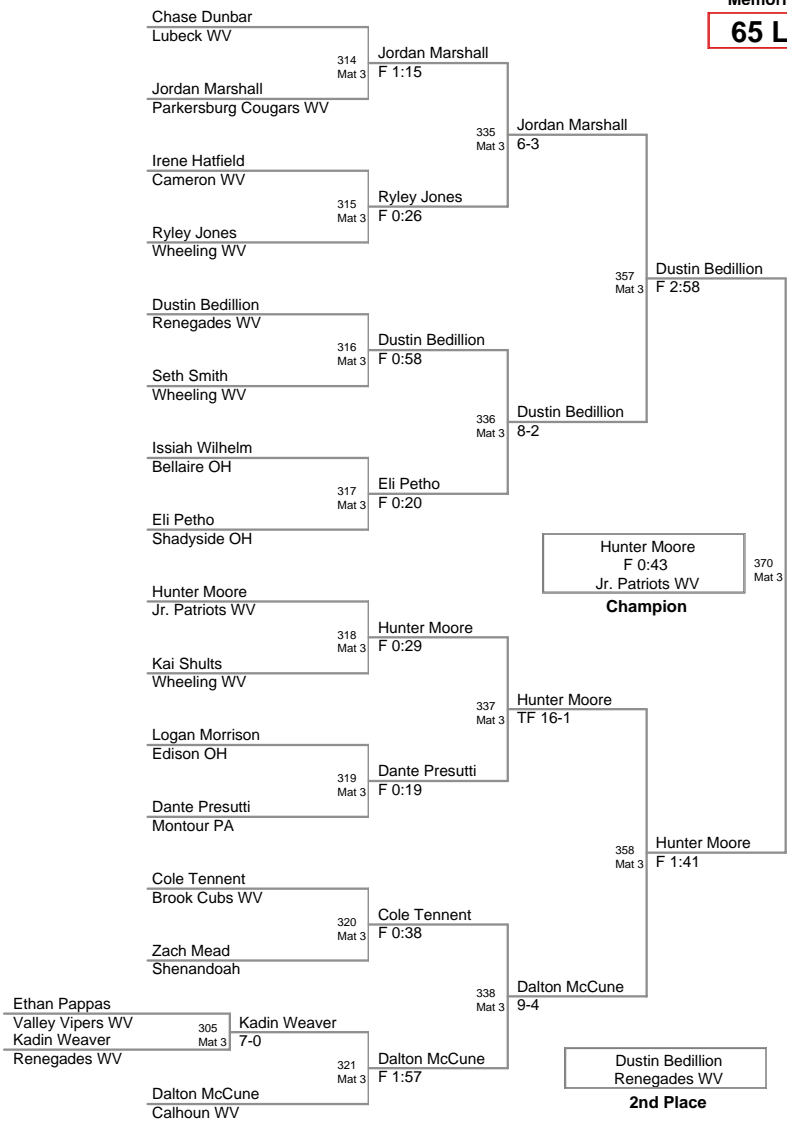 Memori
65 L
Chase Dunbar
Lubeck WV
314
Mat 3
Jordan Marshall
F 1:15
Jordan Marshall
Parkersburg Cougars WV
335
Mat 3
Jordan Marshall
6-3
Irene Hatfield
Cameron WV
315
Mat 3
Ryley Jones
F 0:26
Ryley Jones
Wheeling WV
357
Mat 3
Dustin Bedillion
F 2:58
Dustin Bedillion
Renegades WV
316
Mat 3
Dustin Bedillion
F 0:58
Seth Smith
Wheeling WV
336
Mat 3
Dustin Bedillion
8-2
Issiah Wilhelm
Bellaire OH
317
Mat 3
Eli Petho
F 0:20
Eli Petho
Shadyside OH
Hunter Moore
F 0:43
Jr. Patriots WV
370
Mat 3
Champion
Hunter Moore
Jr. Patriots WV
318
Mat 3
Hunter Moore
F 0:29
Kai Shults
Wheeling WV
337
Mat 3
Hunter Moore
TF 16-1
Logan Morrison
Edison OH
319
Mat 3
Dante Presutti
F 0:19
Dante Presutti
Montour PA
358
Mat 3
Hunter Moore
F 1:41
Cole Tennent
Brook Cubs WV
320
Mat 3
Cole Tennent
F 0:38
Zach Mead
Shenandoah
338
Mat 3
Dalton McCune
9-4
Ethan Pappas
Valley Vipers WV
305
Mat 3
Kadin Weaver
7-0
Kadin Weaver
Renegades WV
321
Mat 3
Dalton McCune
F 1:57
Dalton McCune
Calhoun WV
Dustin Bedillion
Renegades WV
2nd Place